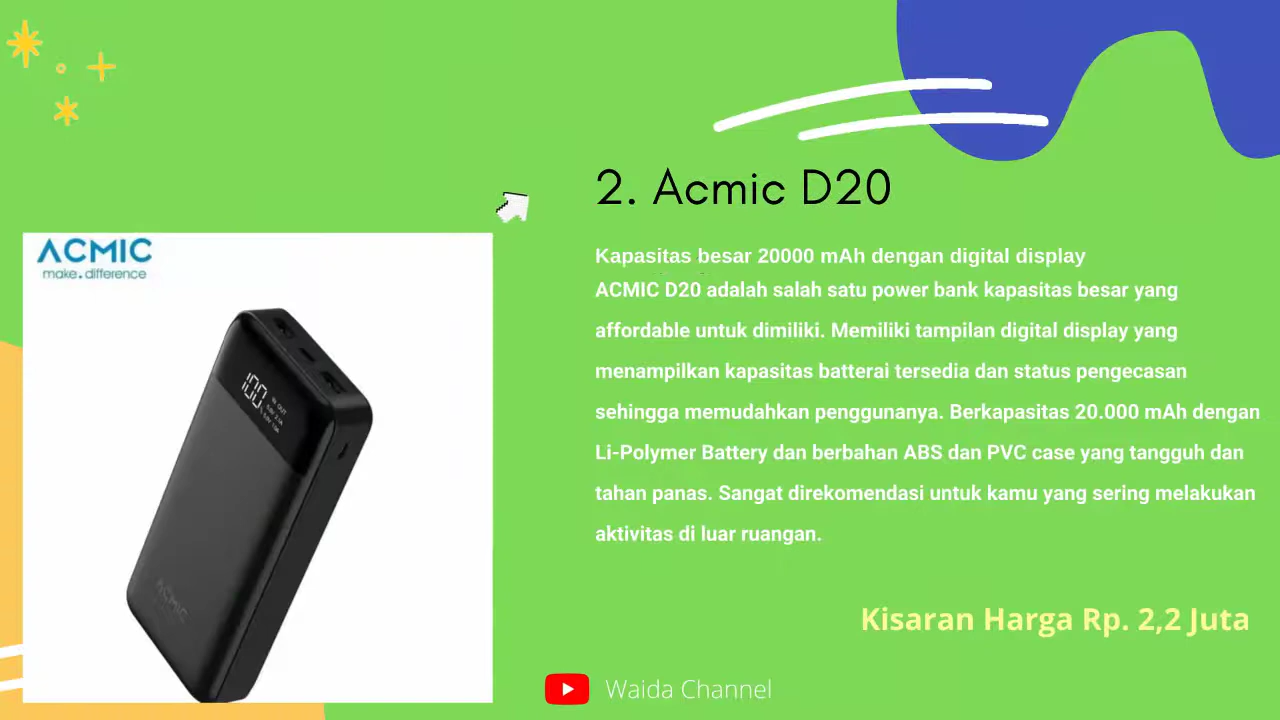 2. Acmic D20
Kapasitas besar 20000 mAh dengan digital display
ACMIC D20 adalah salah satu power bank kapasitas besar yang
affordable untuk dimiliki. Memiliki tampilan digital display yang
menampilkan kapasitas batterai tersedia dan status pengecasan
sehingga memudahkan penggunanya. Berkapasitas 20.000 mAh dengan
Li-Polymer Battery dan berbahan ABS dan PVC case yang tangguh dan
tahan panas. Sangat direkomendasi untuk kamu yang sering melakukan
aktivitas di luar ruangan.
Kisaran Harga Rp. 2,2 Juta
Waida Channel
ACMIC
make.difference
100
IN OUT
ACMIC